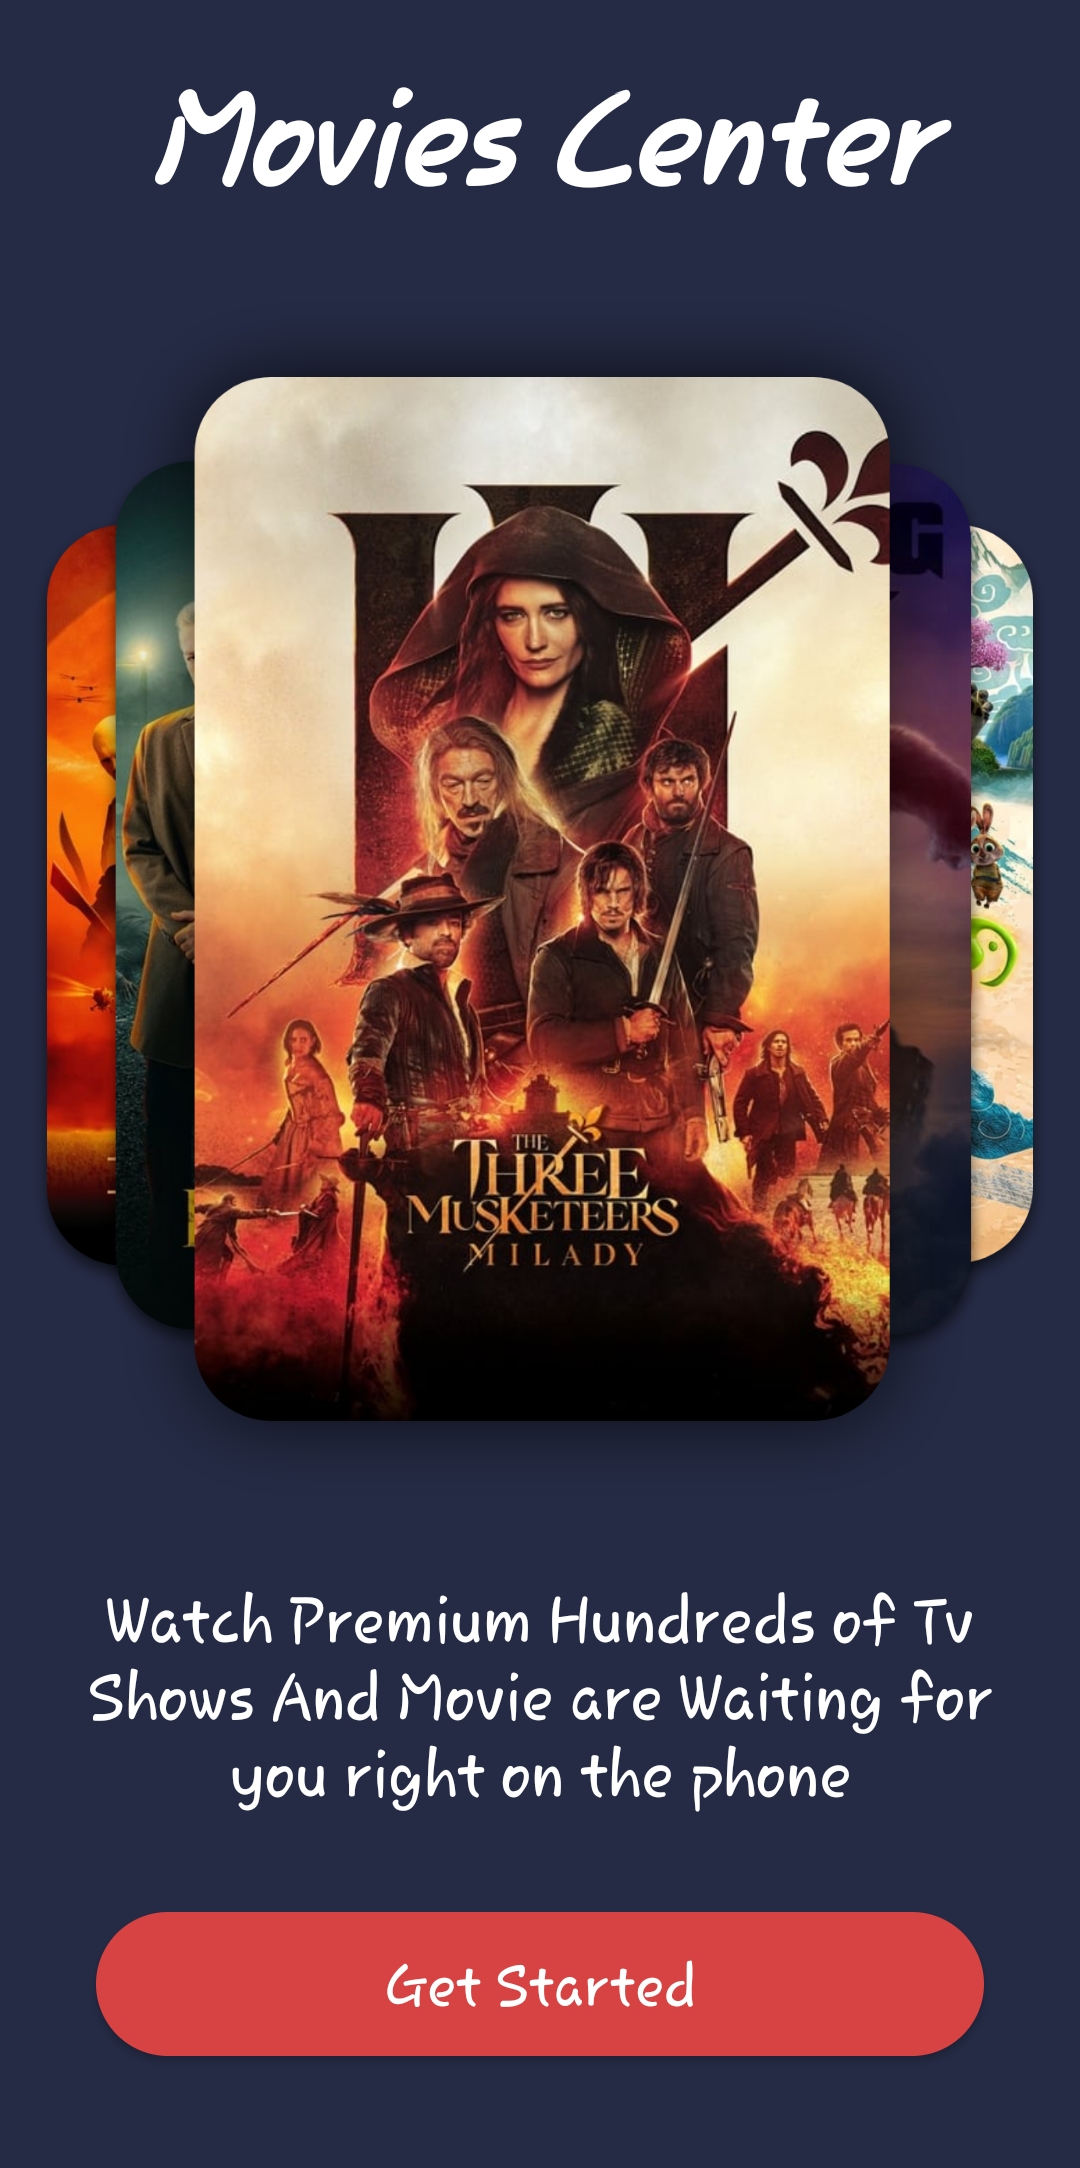 Movies Center
G
THE
THREE
MUSKETEERS
MILADY
Watch Premium Hundreds of Tv
Shows And Movie are Waiting for
you right on the phone
Get Started